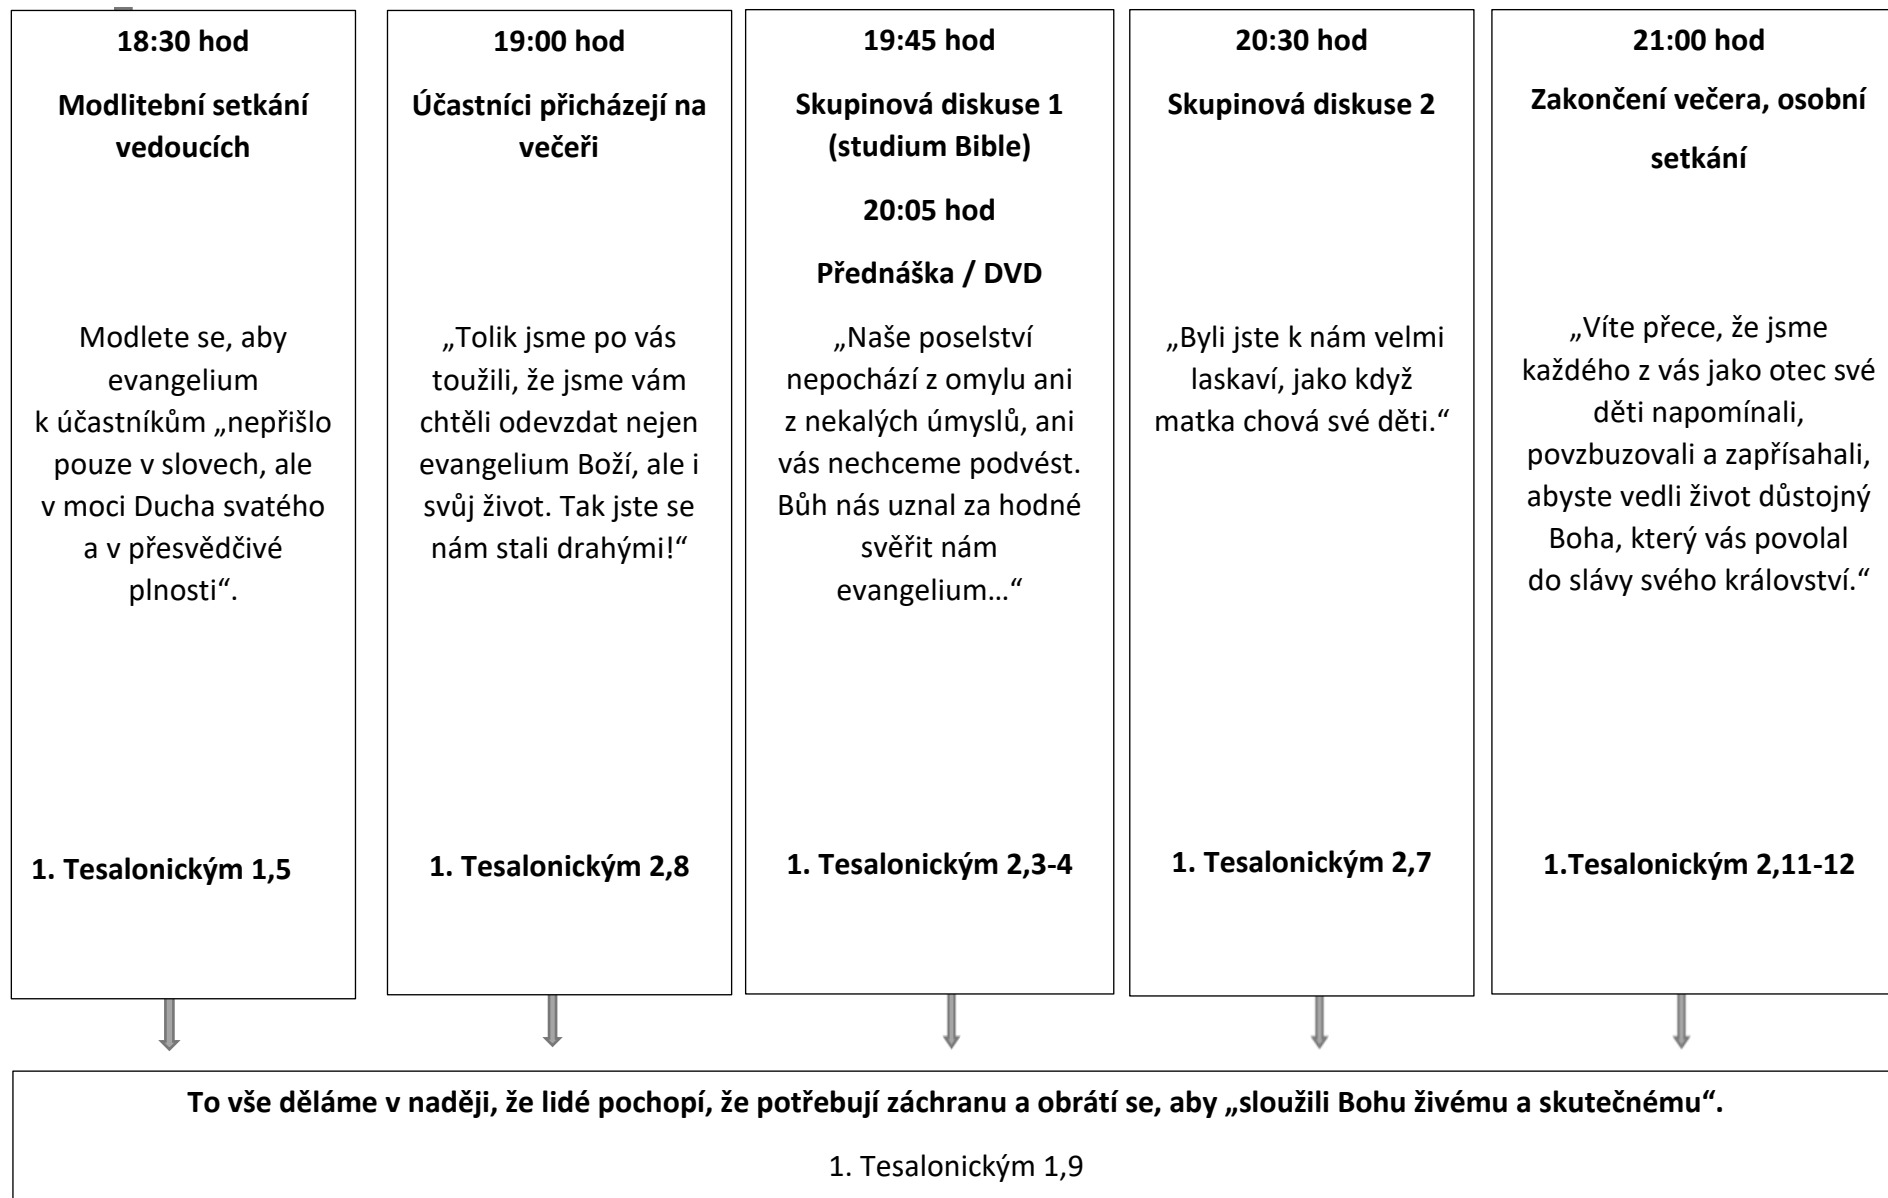 18:30 hod
Modlitební setkání
vedoucích
Modlete se, aby
evangelium
k účastníkům „nepřišlo
pouze v slovech, ale
v moci Ducha svatého
a v přesvědčivé
plnosti“.
1. Tesalonickým 1,5
19:00 hod
Účastníci přicházejí na
večeři
„Tolik jsme po vás
toužili, že jsme vám
chtěli odevzdat nejen
evangelium Boží, ale i
svůj život. Tak jste se
nám stali drahými!“
1. Tesalonickým 2,8
19:45 hod
Skupinová diskuse 1
(studium Bible)
20:05 hod
Přednáška / DVD
„Naše poselství
nepochází z omylu ani
z nekalých úmyslů, ani
vás nechceme podvést.
Bůh nás uznal za hodné
svěřit nám
evangelium…“
1. Tesalonickým 2,3-4
20:30 hod
Skupinová diskuse 2
„Byli jste k nám velmi
laskaví, jako když
matka chová své děti.“
1. Tesalonickým 2,7
21:00 hod
Zakončení večera, osobní
setkání
„Víte přece, že jsme
každého z vás jako otec své
děti napomínali,
povzbuzovali a zapřísahali,
abyste vedli život důstojný
Boha, který vás povolal
do slávy svého království.“
1.Tesalonickým 2,11-12
To vše děláme v naději, že lidé pochopí, že potřebují záchranu a obrátí se, aby „sloužili Bohu živému a skutečnému“.
1. Tesalonickým 1,9